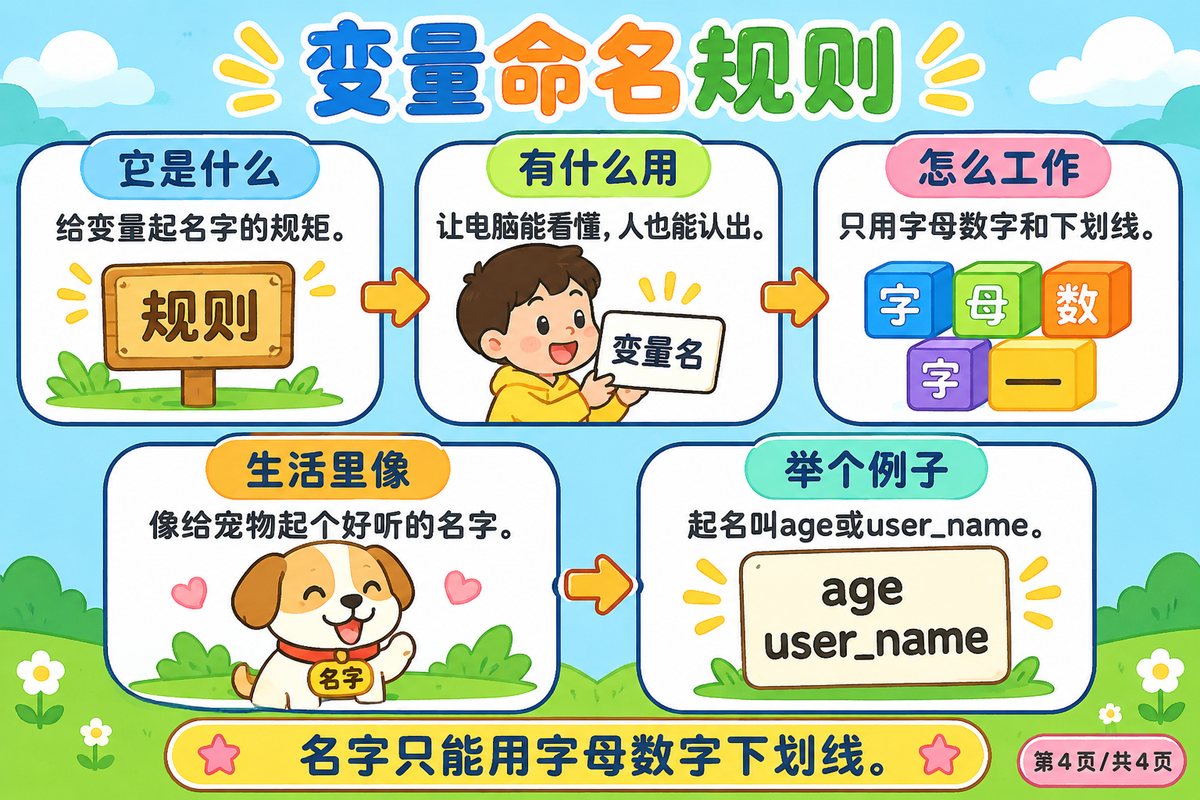 变量命名规则
它是什么
给变量起名字的规矩。
规则
有什么用
让电脑能看懂,人也能认出。
变量名
怎么工作
只用字母数字和下划线。
字 母 数
字 _
生活里像
像给宠物起个好听的名字。
名字
举个例子
起名叫age或user_name。
age
user_name
名字只能用字母数字下划线。
第4页/共4页